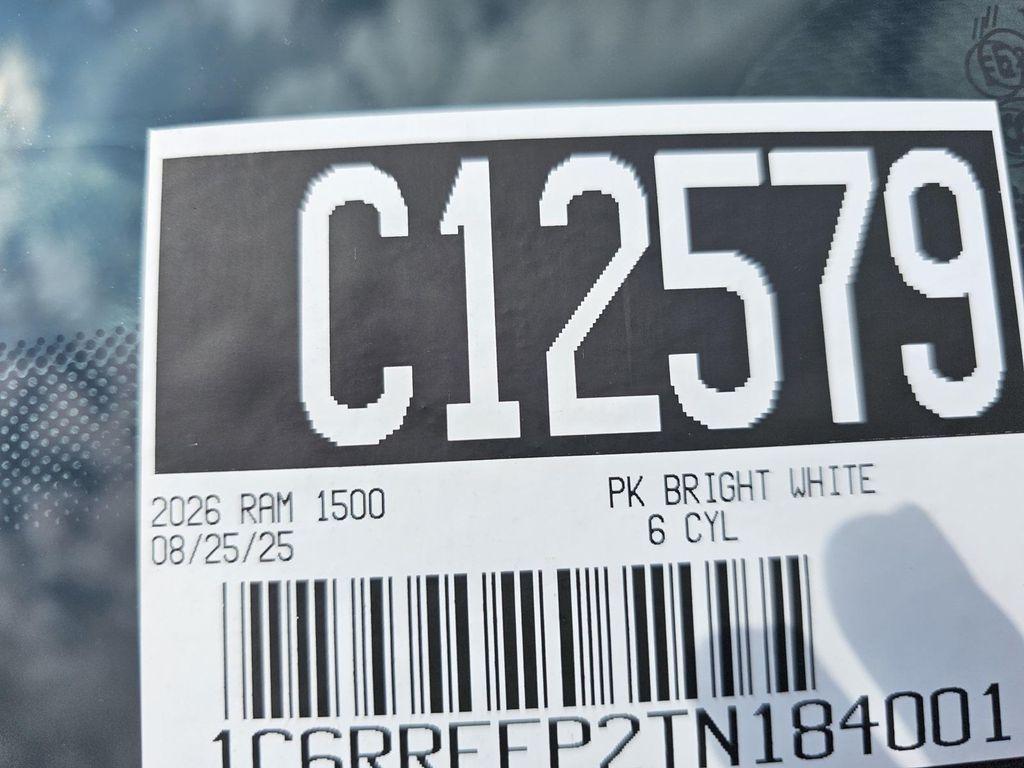 C12579
2026 RAM 1500
PK BRIGHT WHITE
08/25/25
6 CYL
1C6RREFP2TN184001